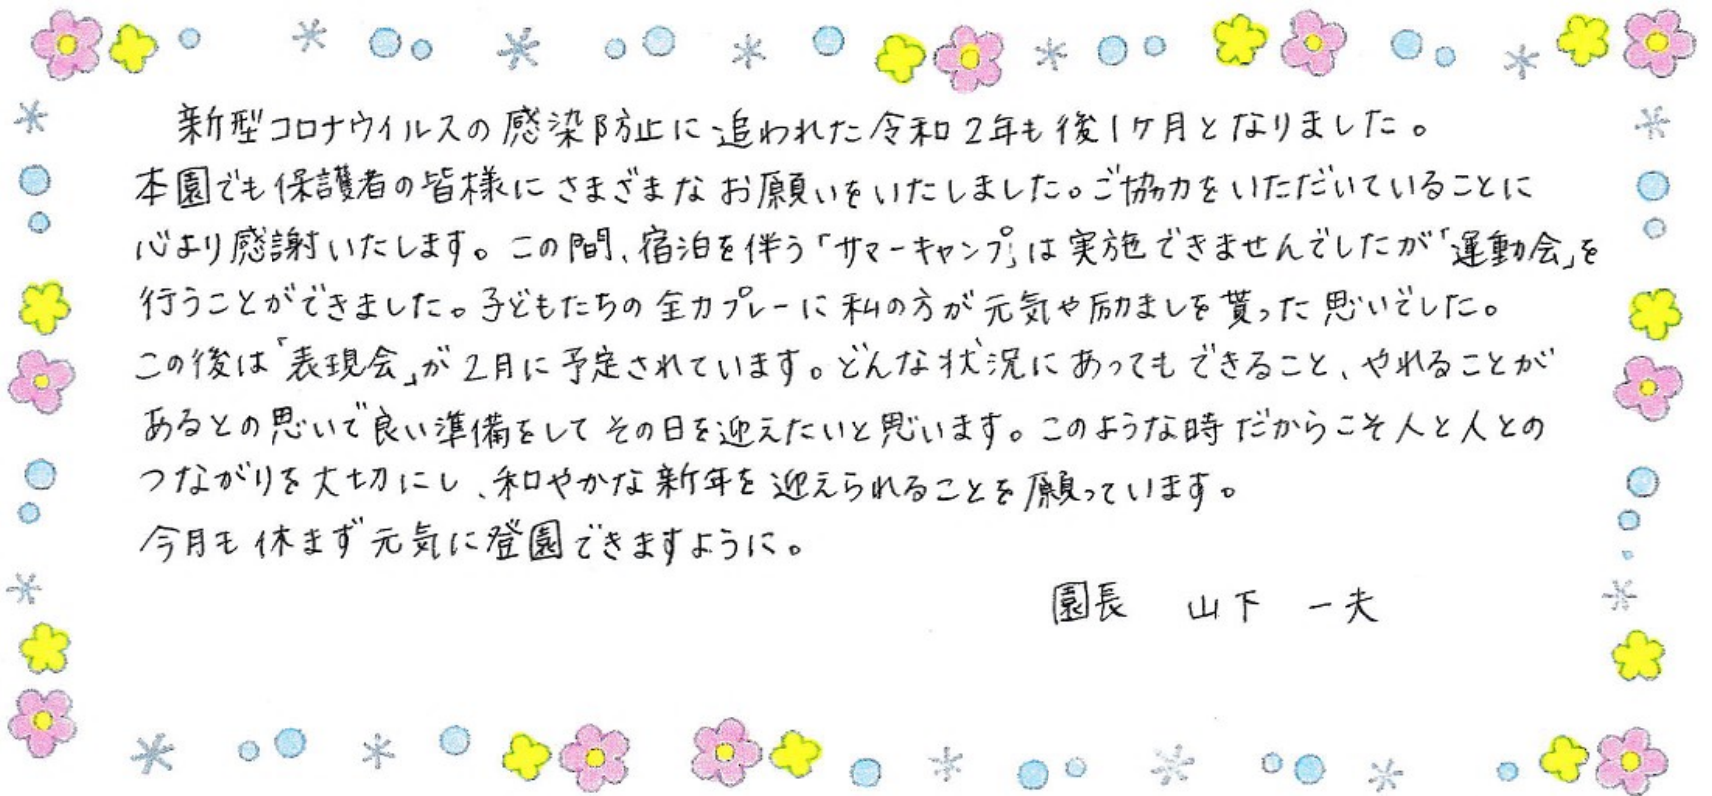 新型コロナウイルスの感染防止に追われた令和2年も後1ケ月となりました。
本園でも保護者の皆様にさまざまなお願いをいたしました。ご協力をいただいていることに
心より感謝いたします。この間、宿泊を伴う「サマーキャンプ」は実施できませんでしたが「運動会」を
行うことができました。子どもたちの全力プレーに私の方が元気や励ましを貰った思いでした。
この後は「表現会」が2月に予定されています。どんな状況にあってもできること、やれることが
あるとの思いで良い準備をしてその日を迎えたいと思います。このような時だからこそ人と人との
つながりを大切にし、和やかな新年を迎えられることを願っています。
今月も休まず元気に登園できますように。
園長 山下 一夫